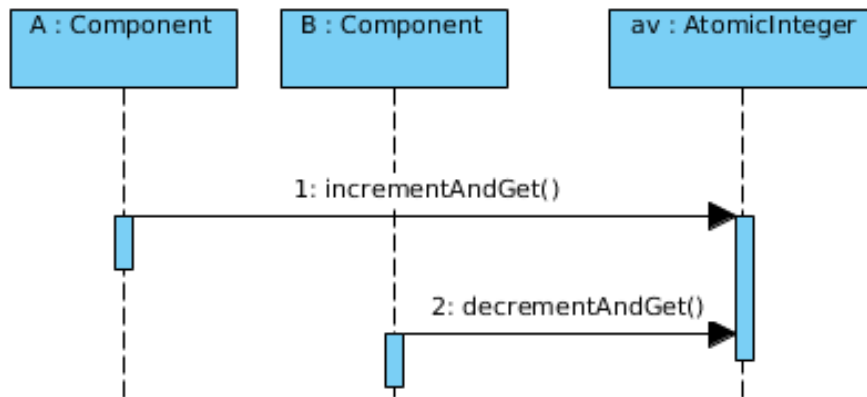 A : Component
B : Component
av : AtomicInteger
1: incrementAndGet()
2: decrementAndGet()